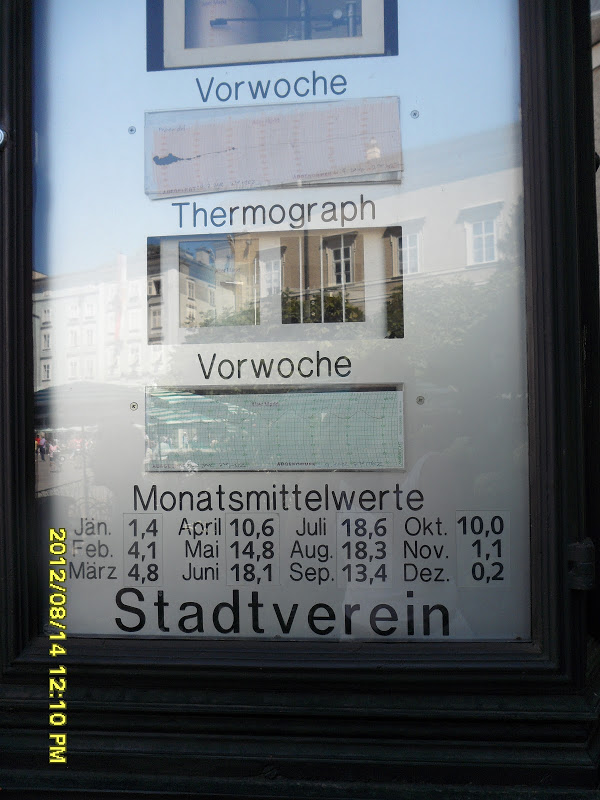 Vorwoche
Thermograph
Vorwoche
Monatsmittelwerte
Jän. 1,4 April 10,6 Juli 18,6 Okt. 10,0
Feb. 4,1 Mai 14,8 Aug. 18,3 Nov. 1,1
März 4,8 Juni 18,1 Sep. 13,4 Dez. 0,2
Stadtverein
2012/08/14 12:10 PM